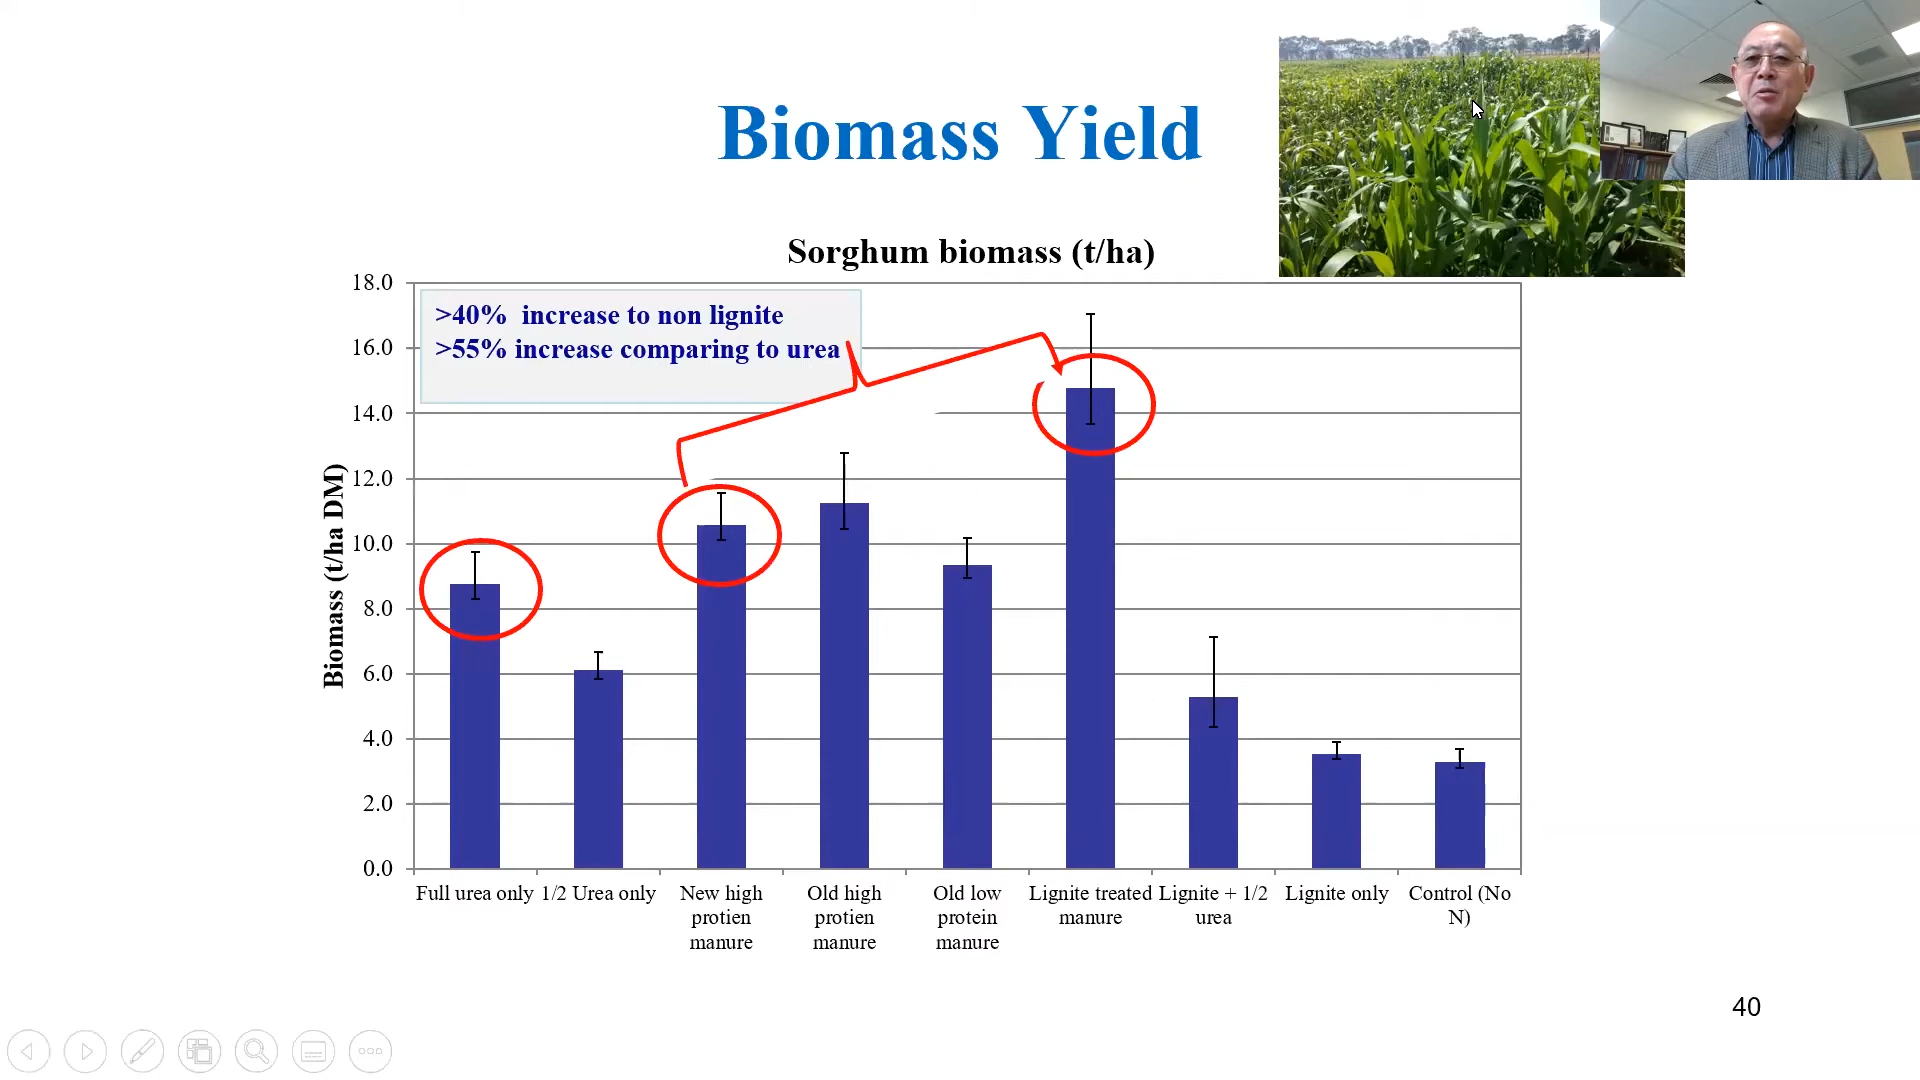 Biomass Yield
Sorghum biomass (t/ha)
>40%  increase to non lignite
>55% increase comparing to urea
Biomass (t/ha DM)
18.0
16.0
14.0
12.0
10.0
8.0
6.0
4.0
2.0
0.0
Full urea only
1/2 Urea only
New high
protien
manure
Old high
protien
manure
Old low
protein
manure
Lignite treated
manure
Lignite + 1/2
urea
Lignite only
Control (No
N)
40